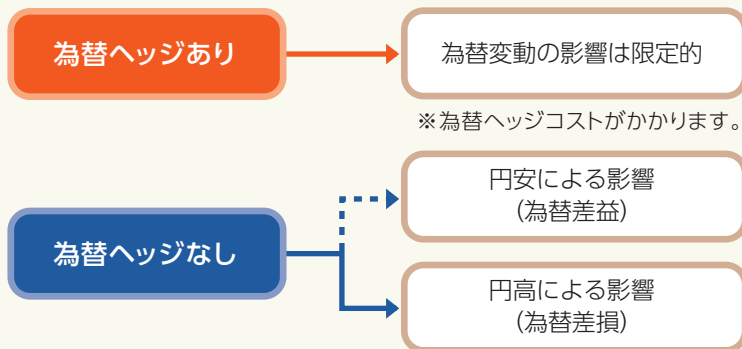 為替ヘッジあり
為替変動の影響は限定的
※為替ヘッジコストがかかります。
円安による影響
(為替差益)
為替ヘッジなし
円高による影響
(為替差損)